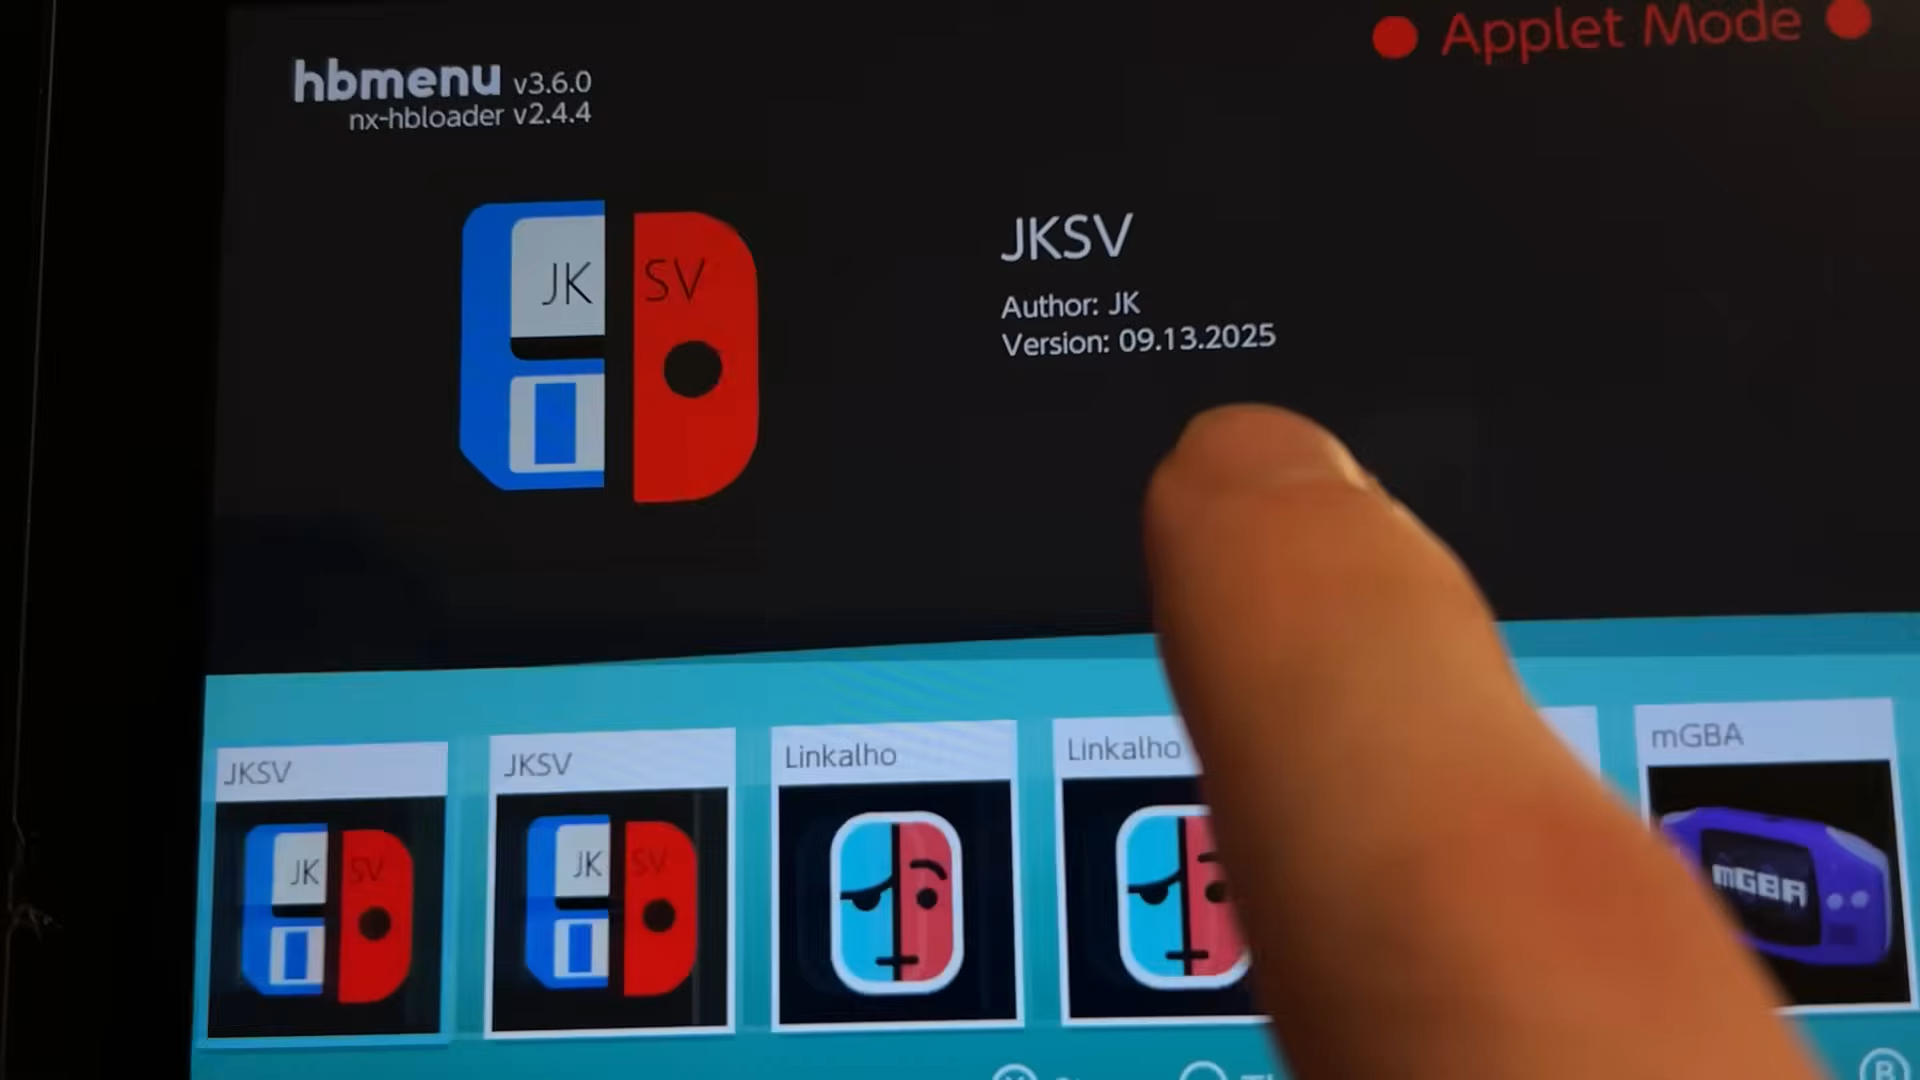 hbmenu v3.6.0
nx-hbloader v2.4.4
Applet Mode
JK SV
JKSV
Author: JK
Version: 09.13.2025
JKSV
JKSV
Linkalho
Linkalho
mGBA
JK SV
JK SV
mGBA
B